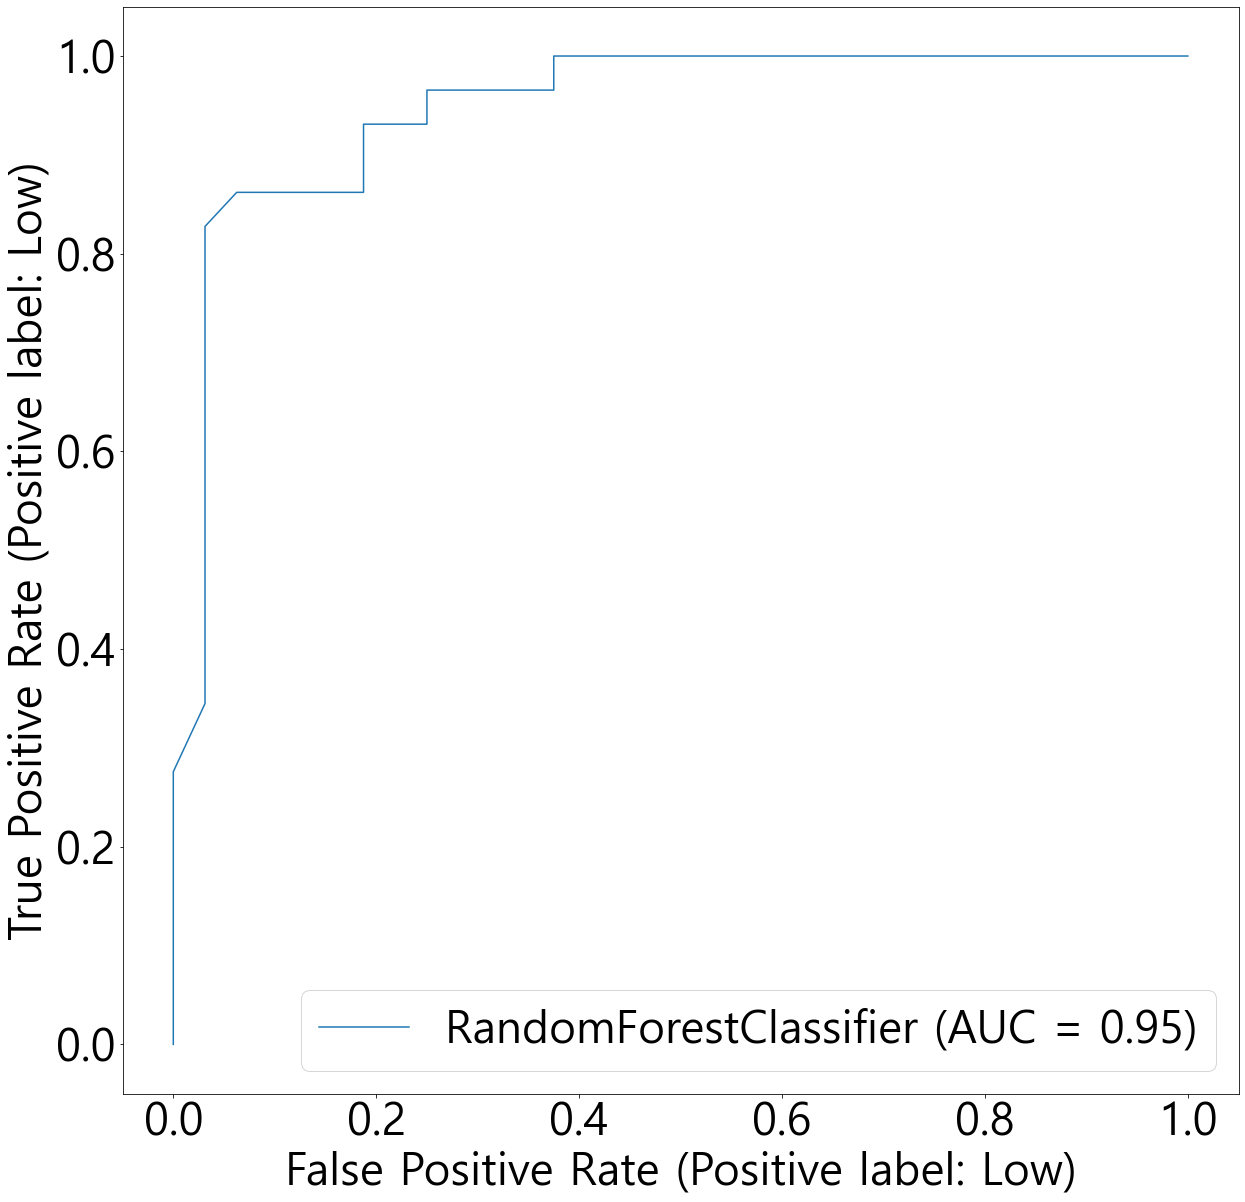 True Positive Rate (Positive label: Low)
1.0
0.8
0.6
0.4
0.2
0.0
RandomForestClassifier (AUC = 0.95)
0.0 0.2 0.4 0.6 0.8 1.0
False Positive Rate (Positive label: Low)